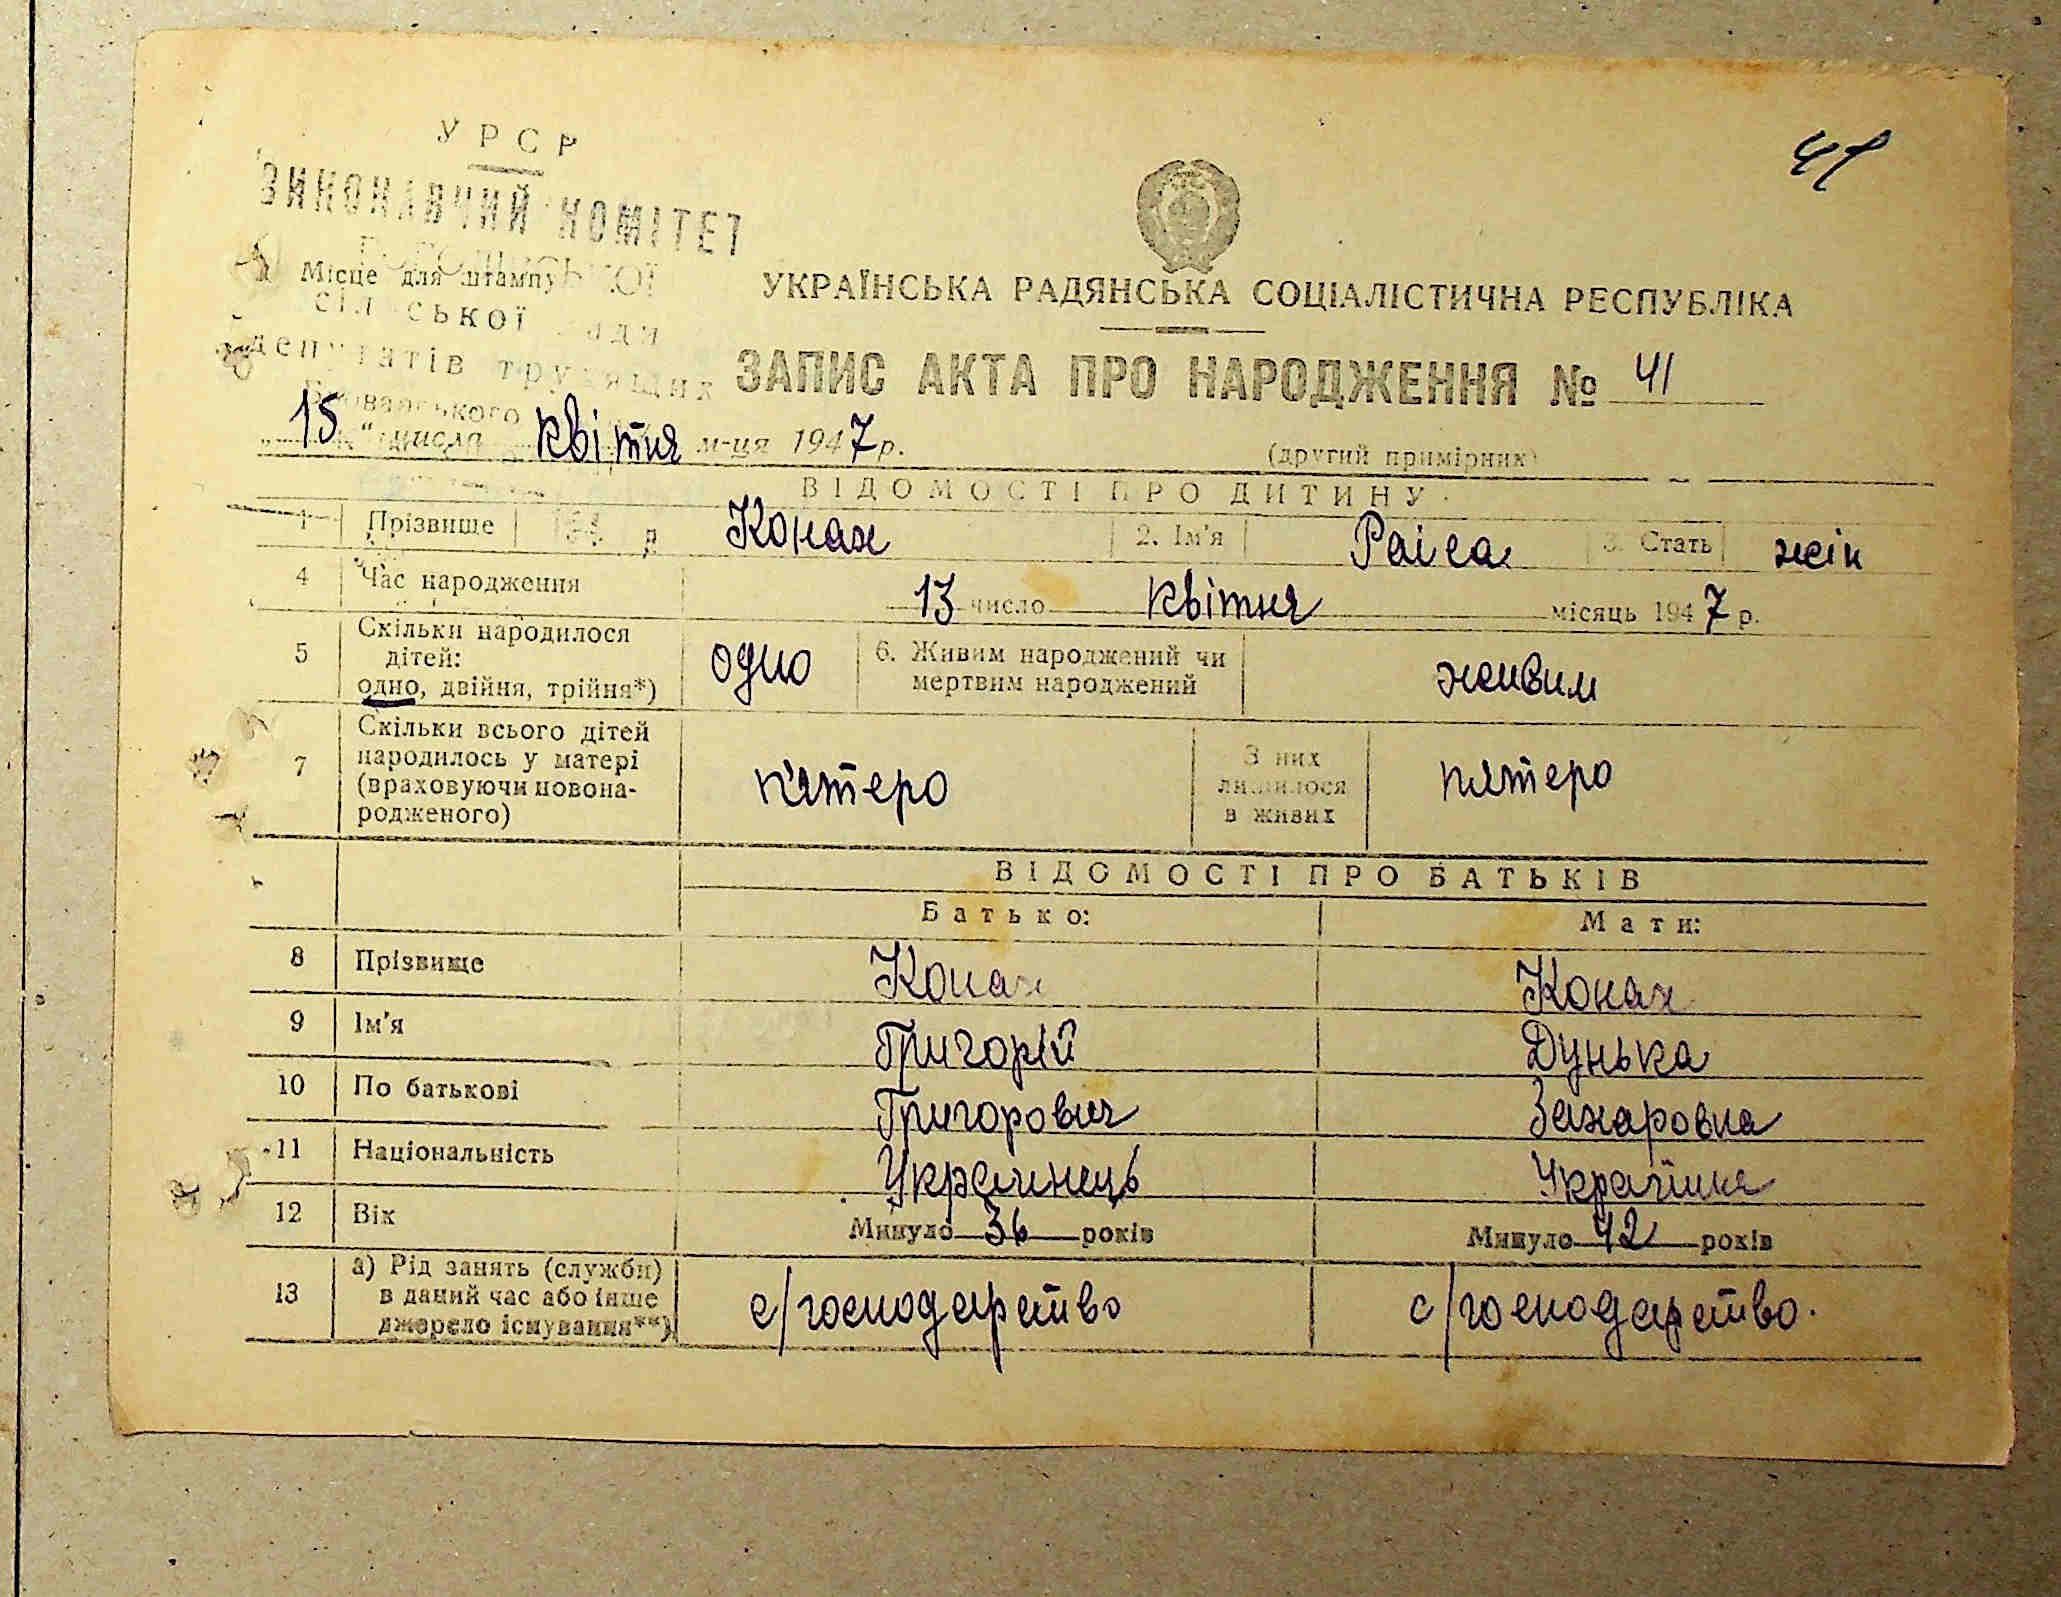 УРСР
ВИКОНАВЧИЙ КОМІТЕТ
Місце для штампу
сільської ради
депутатів трудящих
41
УКРАЇНСЬКА РАДЯНСЬКА СОЦІАЛІСТИЧНА РЕСПУБЛІКА
ЗАПИС АКТА ПРО НАРОДЖЕННЯ № 41
„15“ числа квітня м-ця 1947 р.
(другий примірник)
ВІДОМОСТІ ПРО ДИТИНУ
1 Прізвище Конах 2. Ім'я Раіса 3. Стать жін
4 Час народження 13 число квітня місяць 1947 р.
5 Скільки народилося дітей: одно, двійня, трійня*) одно 6. Живим народжений чи мертвим народжений живим
7 Скільки всього дітей народилось у матері (враховуючи новона-родженого) п'ятеро З них лишилося в живих пятеро
ВІДОМОСТІ ПРО БАТЬКІВ
Батько: Мати:
8 Прізвище Конах Конах
9 Ім'я Григорій Дунька
10 По батькові Григорович Захаровна
11 Національність Українець Українка
12 Вік Минуло 36 років Минуло 42 років
13 а) Рід занять (служби) в даний час або інше джерело існування**) с/господарство с/господарство.